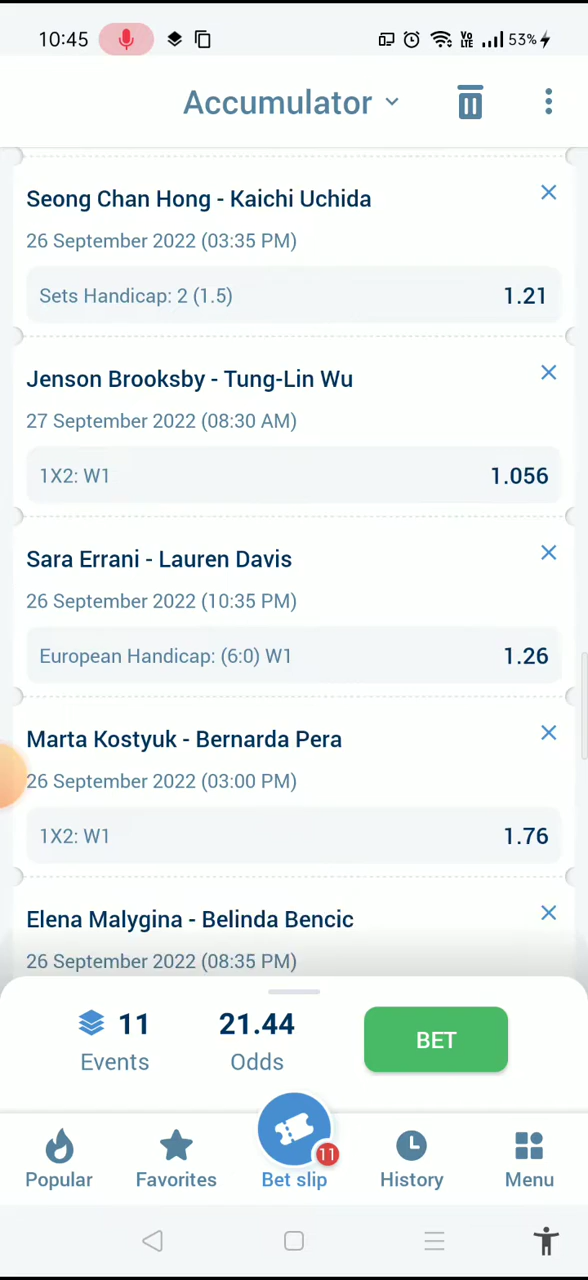 10:45 VO LTE 53%
Accumulator
Seong Chan Hong - Kaichi Uchida
26 September 2022 (03:35 PM)
Sets Handicap: 2 (1.5) 1.21
Jenson Brooksby - Tung-Lin Wu
27 September 2022 (08:30 AM)
1X2: W1 1.056
Sara Errani - Lauren Davis
26 September 2022 (10:35 PM)
European Handicap: (6:0) W1 1.26
Marta Kostyuk - Bernarda Pera
26 September 2022 (03:00 PM)
1X2: W1 1.76
Elena Malygina - Belinda Bencic
26 September 2022 (08:35 PM)
11 21.44 BET
Events Odds
11
Popular Favorites Bet slip History Menu